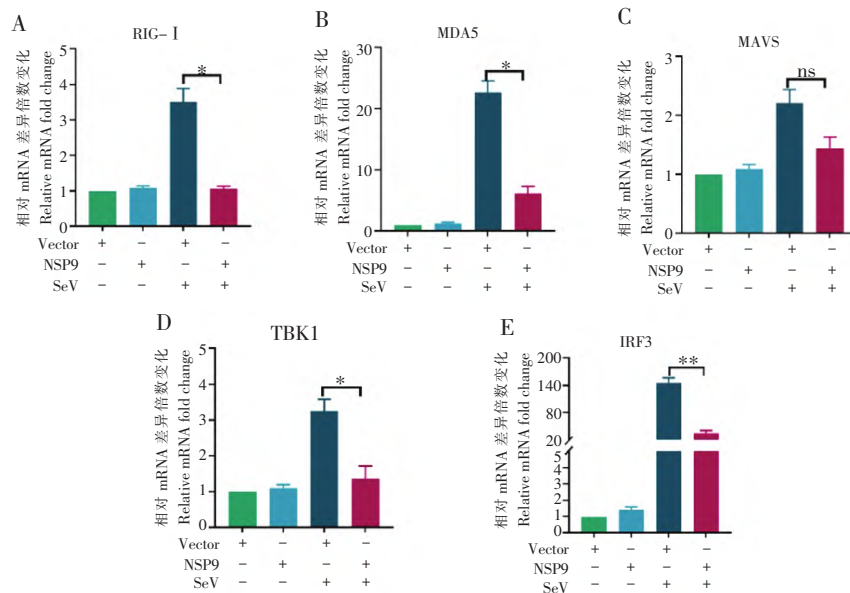 A
RIG-Ⅰ
相对 mRNA 差异倍数变化
Relative mRNA fold change
5
4
3
2
1
0
*
Vector + − + −
NSP9 − + − +
SeV − − + +
B
MDA5
相对 mRNA 差异倍数变化
Relative mRNA fold change
30
20
10
0
*
Vector + − + −
NSP9 − + − +
SeV − − + +
C
MAVS
相对 mRNA 差异倍数变化
Relative mRNA fold change
3
2
1
0
ns
Vector + − + −
NSP9 − + − +
SeV − − + +
D
TBK1
相对 mRNA 差异倍数变化
Relative mRNA fold change
5
4
3
2
1
0
*
Vector + − + −
NSP9 − + − +
SeV − − + +
E
IRF3
相对 mRNA 差异倍数变化
Relative mRNA fold change
200
140
80
20
5
4
3
2
1
0
**
Vector + − + −
NSP9 − + − +
SeV − − + +